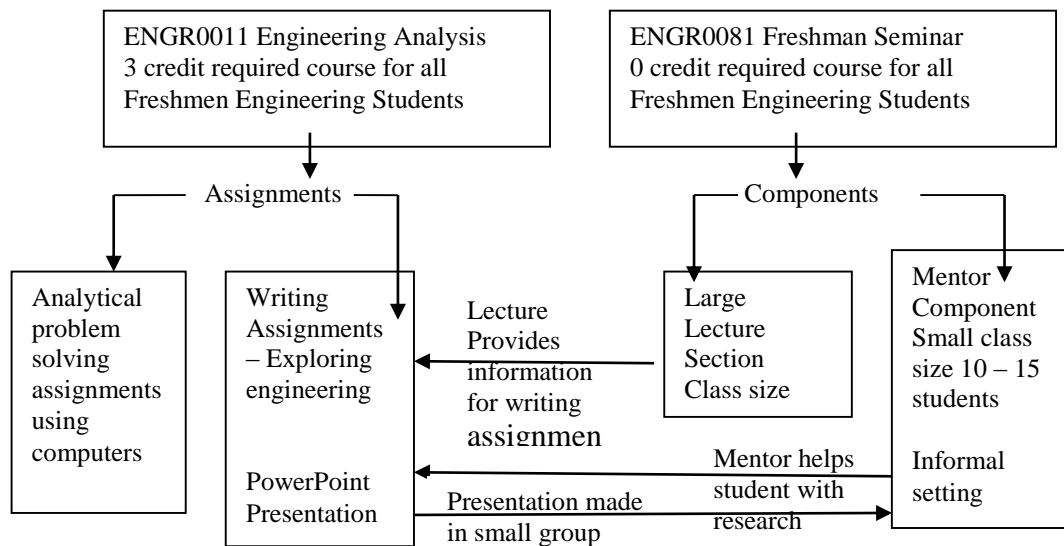 ENGR0011 Engineering Analysis
3 credit required course for all
Freshmen Engineering Students
ENGR0081 Freshman Seminar
0 credit required course for all
Freshmen Engineering Students
Assignments
Components
Analytical
problem
solving
assignments
using
computers
Writing
Assignments
– Exploring
engineering
PowerPoint
Presentation
Lecture
Provides
information
for writing
assignmen
Large
Lecture
Section
Class size
Mentor
Component
Small class
size 10 – 15
students
Informal
setting
Mentor helps
student with
research
Presentation made
in small group